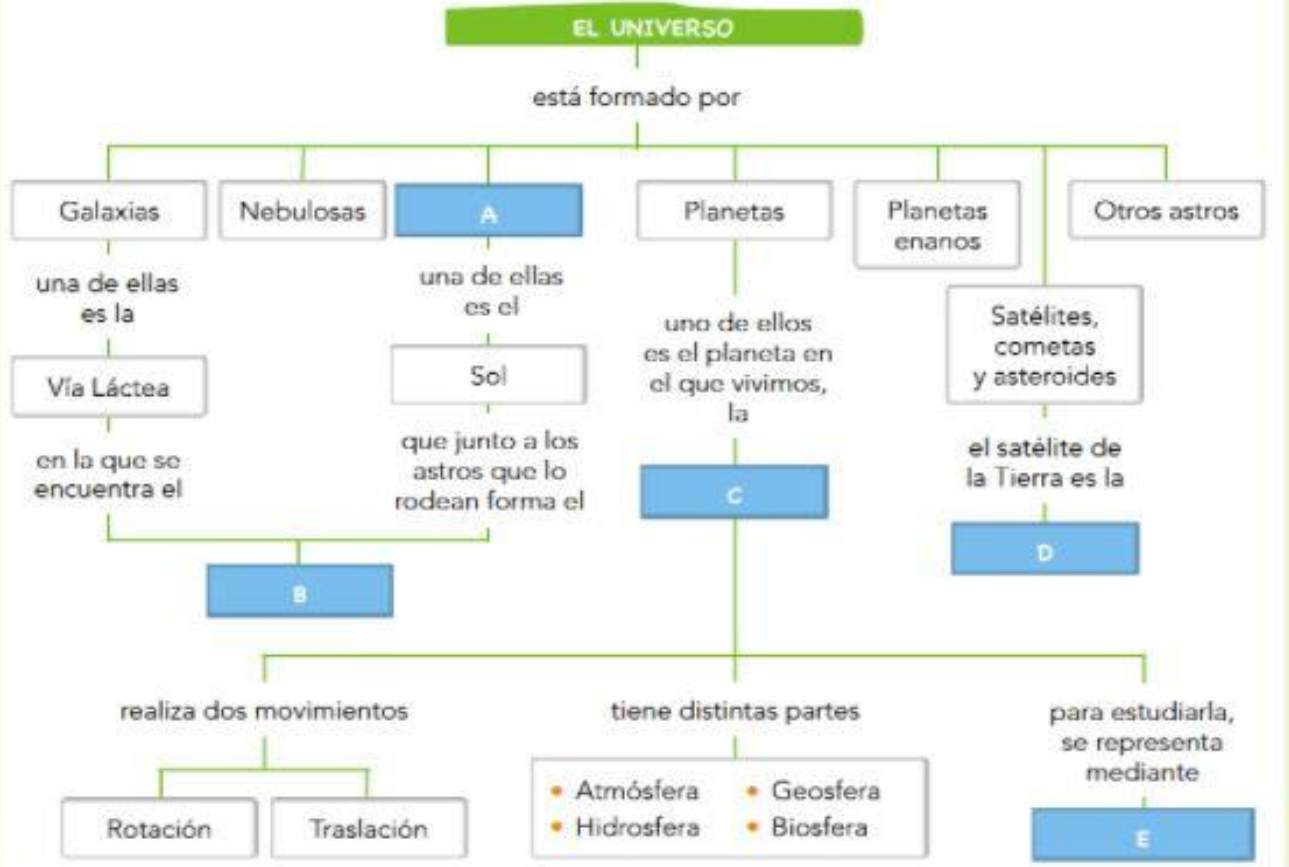 EL UNIVERSO
está formado por
Galaxias
Nebulosas
A
Planetas
Planetas
enanos
Otros astros
una de ellas
es la
una de ellas
es el
uno de ellos
es el planeta en
el que vivimos,
la
Satélites,
cometas
y asteroides
Vía Láctea
Sol
en la que se
encuentra el
que junto a los
astros que lo
rodean forma el
C
el satélite de
la Tierra es la
B
D
realiza dos movimientos
tiene distintas partes
para estudiarla,
se representa
mediante
Rotación
Traslación
• Atmósfera
• Geosfera
• Hidrosfera
• Biosfera
E